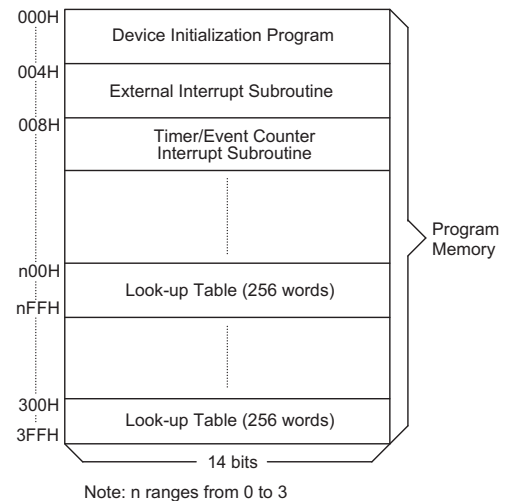 000H
Device Initialization Program
004H
External Interrupt Subroutine
008H
Timer/Event Counter
Interrupt Subroutine
Program
Memory
n00H
Look-up Table (256 words)
nFFH
300H
Look-up Table (256 words)
3FFH
14 bits
Note: n ranges from 0 to 3